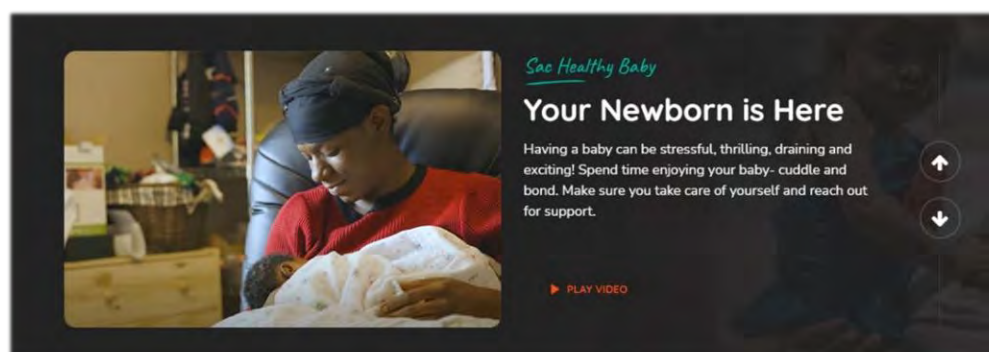 Sac Healthy Baby
Your Newborn is Here
Having a baby can be stressful, thrilling, draining and
exciting! Spend time enjoying your baby- cuddle and
bond. Make sure you take care of yourself and reach out
for support.
PLAY VIDEO